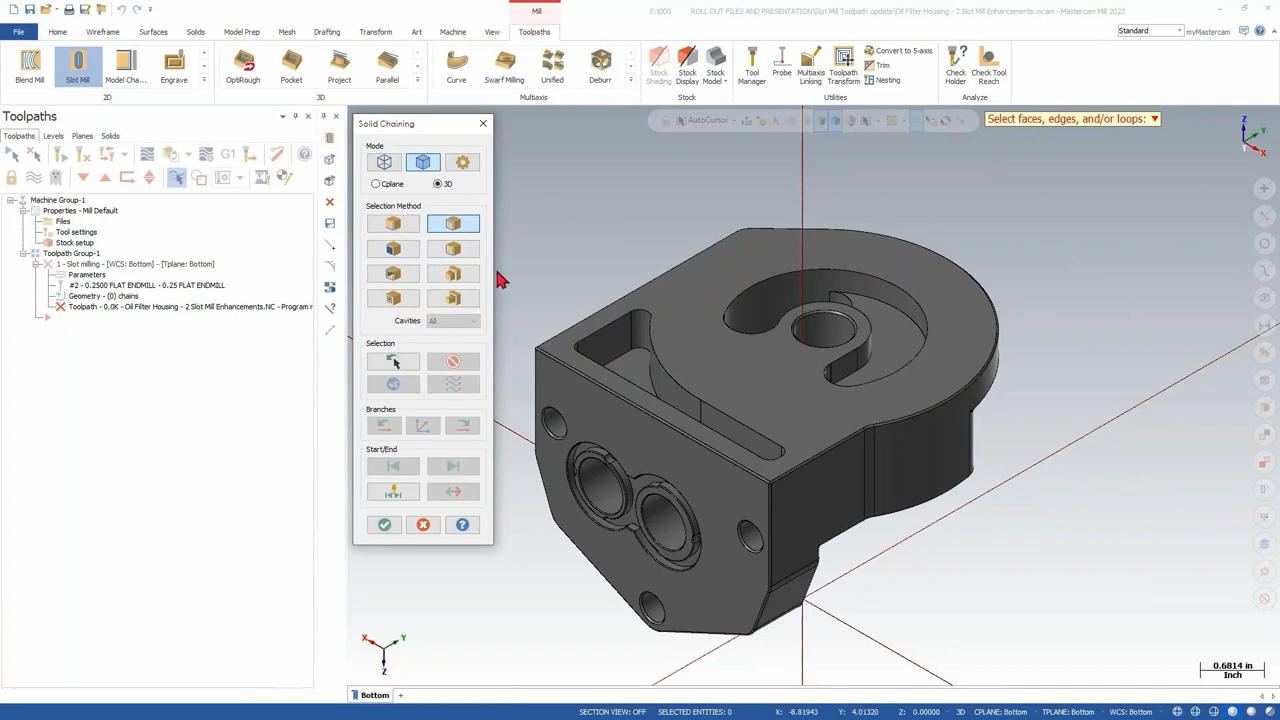 Mill
ROLL OUT FILES AND PRESENTATION\Slot Mill Toolpath update\Oil Filter Housing - 2 Slot Mill Enhancements.mcam - Mastercam Mill 2023
File
Home
Wireframe
Surfaces
Solids
Model Prep
Mesh
Drafting
Transform
Art
Machine
View
Toolpaths
Standard
myMastercam
Blend Mill
Slot Mill
Model Cha...
Engrave
OptiRough
Pocket
Project
Parallel
Curve
Swarf Milling
Unified
Deburr
Stock Shading
Stock Display
Stock Model
Tool Manager
Probe
Multiaxis Linking
Toolpath Transform
Convert to 5-axis
Trim
Nesting
Check Holder
Check Tool Reach
2D
3D
Multiaxis
Stock
Utilities
Analyze
Toolpaths
Toolpaths
Levels
Planes
Solids
G1
Machine Group-1
Properties - Mill Default
Files
Tool settings
Stock setup
Toolpath Group-1
1 - Slot milling - [WCS: Bottom] - [Tplane: Bottom]
Parameters
#2 - 0.2500 FLAT ENDMILL - 0.25 FLAT ENDMILL
Geometry - (0) chains
Toolpath - 0.0K - Oil Filter Housing - 2 Slot Mill Enhancements.NC - Program r
Solid Chaining
Mode
Cplane
3D
Selection Method
Cavities
All
Selection
Branches
Start/End
AutoCursor
Select faces, edges, and/or loops:
Z
Y
X
X
Y
Z
0.6814 in
Inch
Bottom
SECTION VIEW: OFF
SELECTED ENTITIES: 0
X: -8.81943
Y: 4.01320
Z: 0.00000
3D
CPLANE: Bottom
TPLANE: Bottom
WCS: Bottom